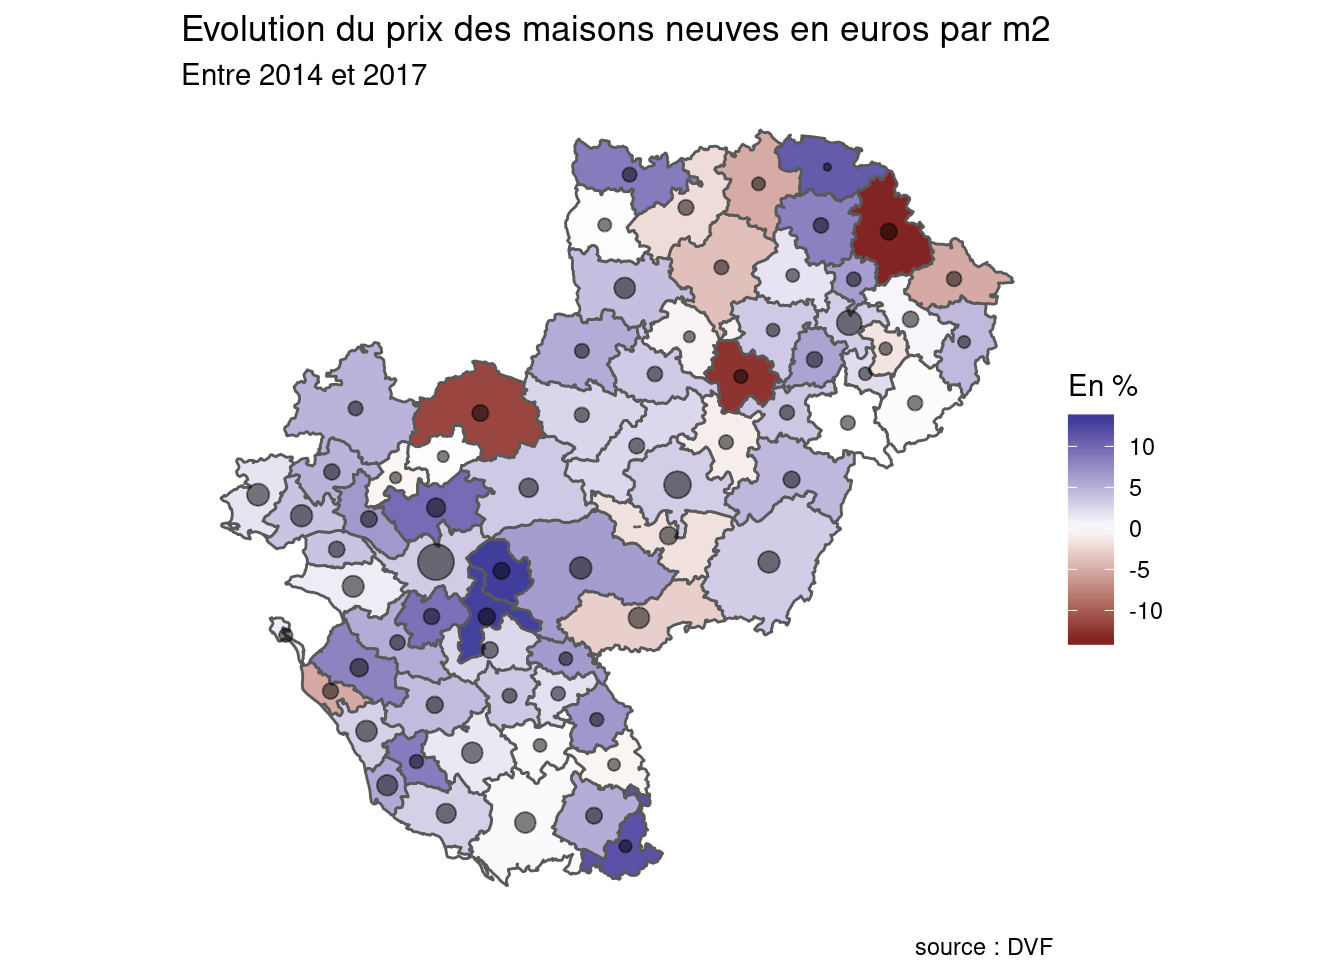 Evolution du prix des maisons neuves en euros par m2
Entre 2014 et 2017
En %
10
5
0
-5
-10
source : DVF